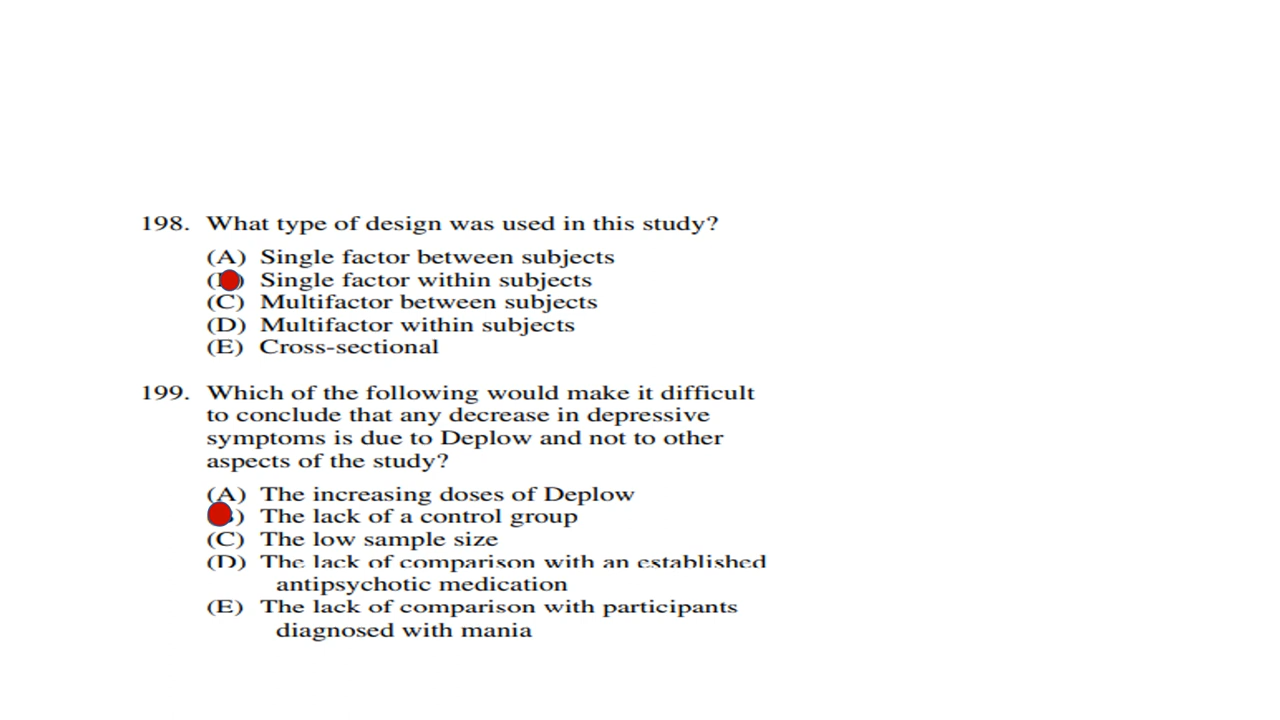 198. What type of design was used in this study?
(A) Single factor between subjects
( ) Single factor within subjects
(C) Multifactor between subjects
(D) Multifactor within subjects
(E) Cross-sectional
199. Which of the following would make it difficult
to conclude that any decrease in depressive
symptoms is due to Deplow and not to other
aspects of the study?
(A) The increasing doses of Deplow
) The lack of a control group
(C) The low sample size
(D) The lack of comparison with an established
antipsychotic medication
(E) The lack of comparison with participants
diagnosed with mania